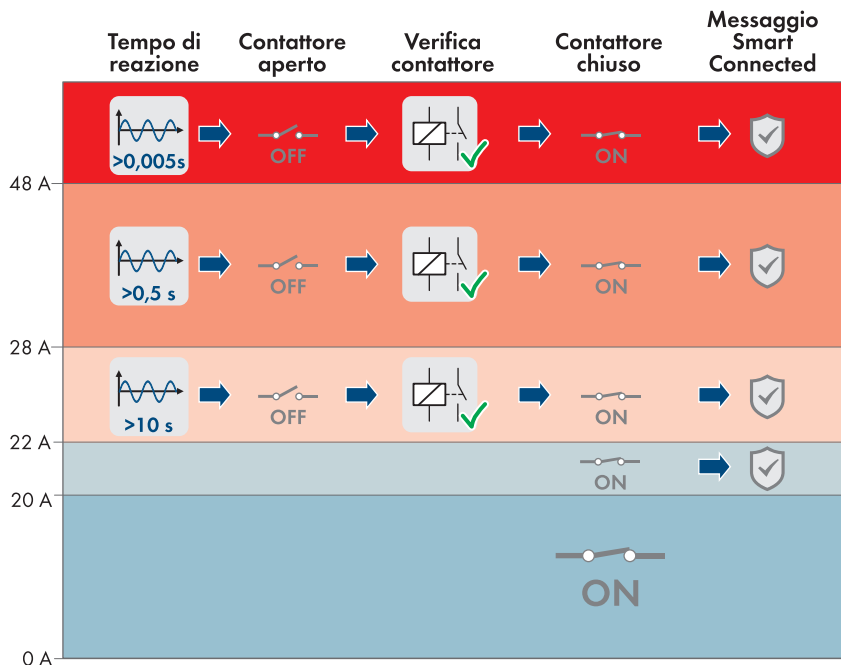 Tempo di
reazione
Contattore
aperto
Verifica
contattore
Contattore
chiuso
Messaggio
Smart
Connected
>0,005s
OFF
ON
48 A
>0,5 s
OFF
ON
28 A
>10 s
OFF
ON
22 A
ON
20 A
ON
0 A